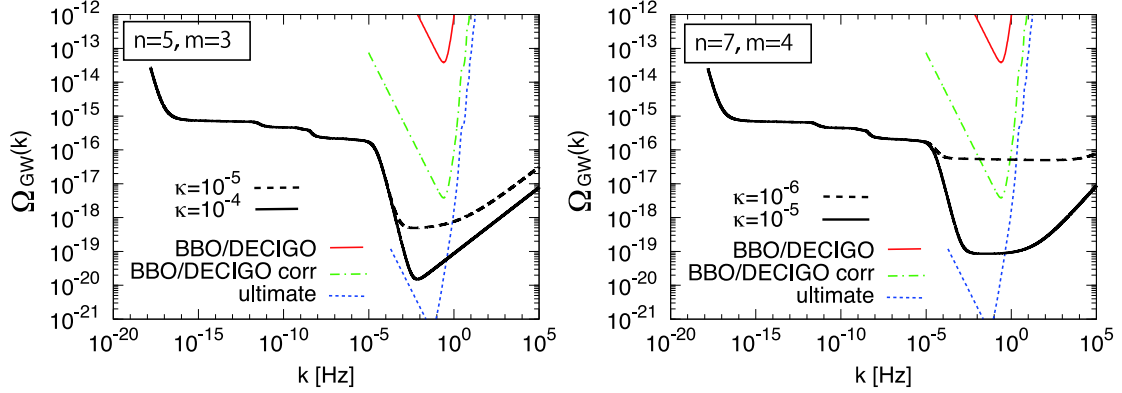 n=5, m=3
10^-12
10^-13
10^-14
10^-15
10^-16
10^-17
10^-18
10^-19
10^-20
10^-21
Ω_GW(k)
κ=10^-5
κ=10^-4
BBO/DECIGO
BBO/DECIGO corr
ultimate
10^-20 10^-15 10^-10 10^-5 10^0 10^5
k [Hz]
n=7, m=4
10^-12
10^-13
10^-14
10^-15
10^-16
10^-17
10^-18
10^-19
10^-20
10^-21
Ω_GW(k)
κ=10^-6
κ=10^-5
BBO/DECIGO
BBO/DECIGO corr
ultimate
10^-20 10^-15 10^-10 10^-5 10^0 10^5
k [Hz]